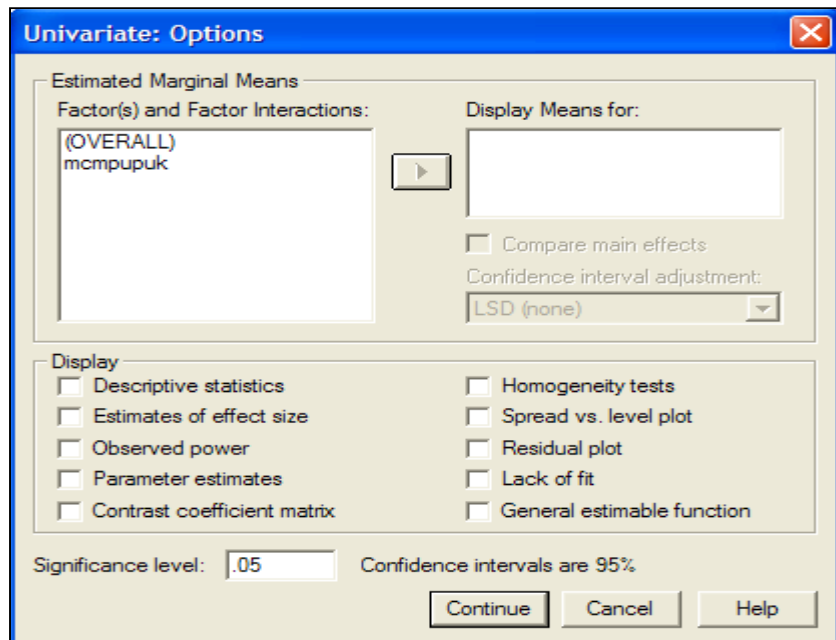 Univariate: Options
Estimated Marginal Means
Factor(s) and Factor Interactions:
(OVERALL)
mcmpupuk
Display Means for:
Compare main effects
Confidence interval adjustment:
LSD (none)
Display
Descriptive statistics
Estimates of effect size
Observed power
Parameter estimates
Contrast coefficient matrix
Homogeneity tests
Spread vs. level plot
Residual plot
Lack of fit
General estimable function
Significance level: .05 Confidence intervals are 95%
Continue Cancel Help